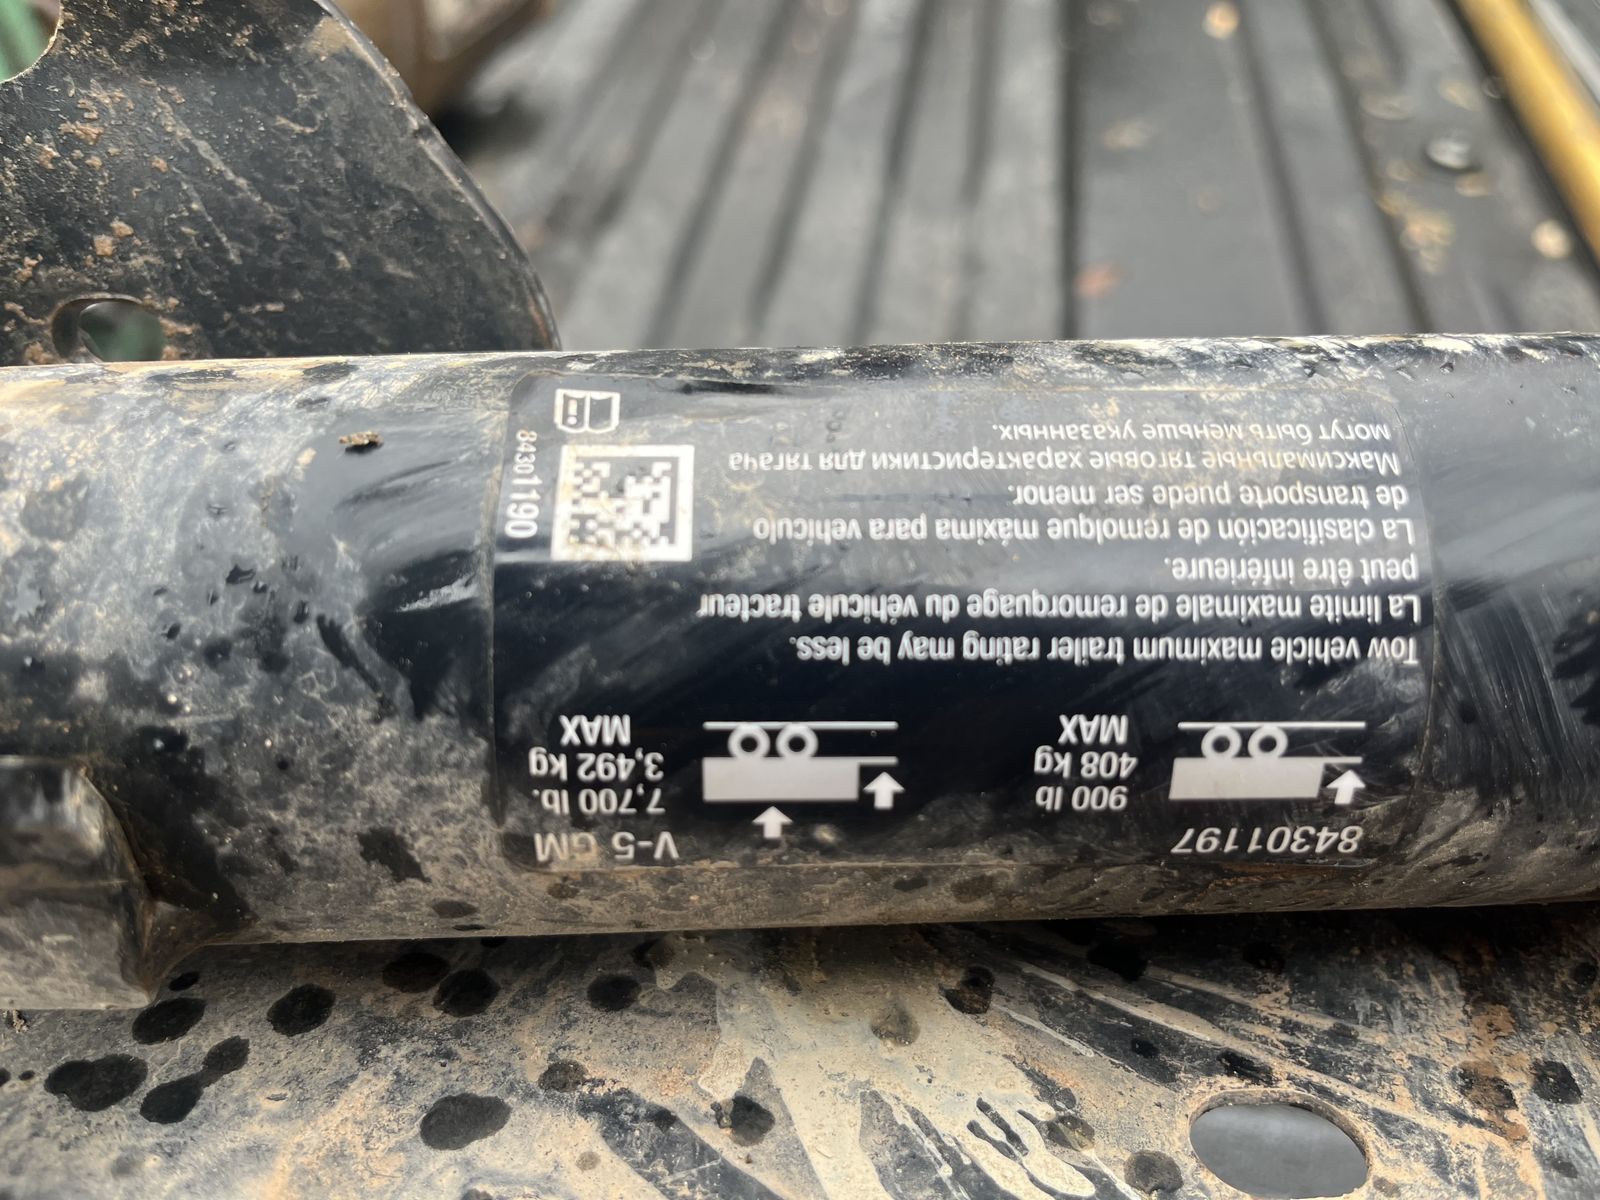 84301197
V-5 GM
900 lb
408 kg
MAX
7,700 lb.
3,492 kg
MAX
Tow vehicle maximum trailer rating may be less.
La limite maximale de remorquage du véhicule tracteur
peut être inférieure.
La clasificación de remolque máxima para vehículo
de transporte puede ser menor.
Максимальные тяговые характеристики для тягача
могут быть меньше указанных.
84301190
i